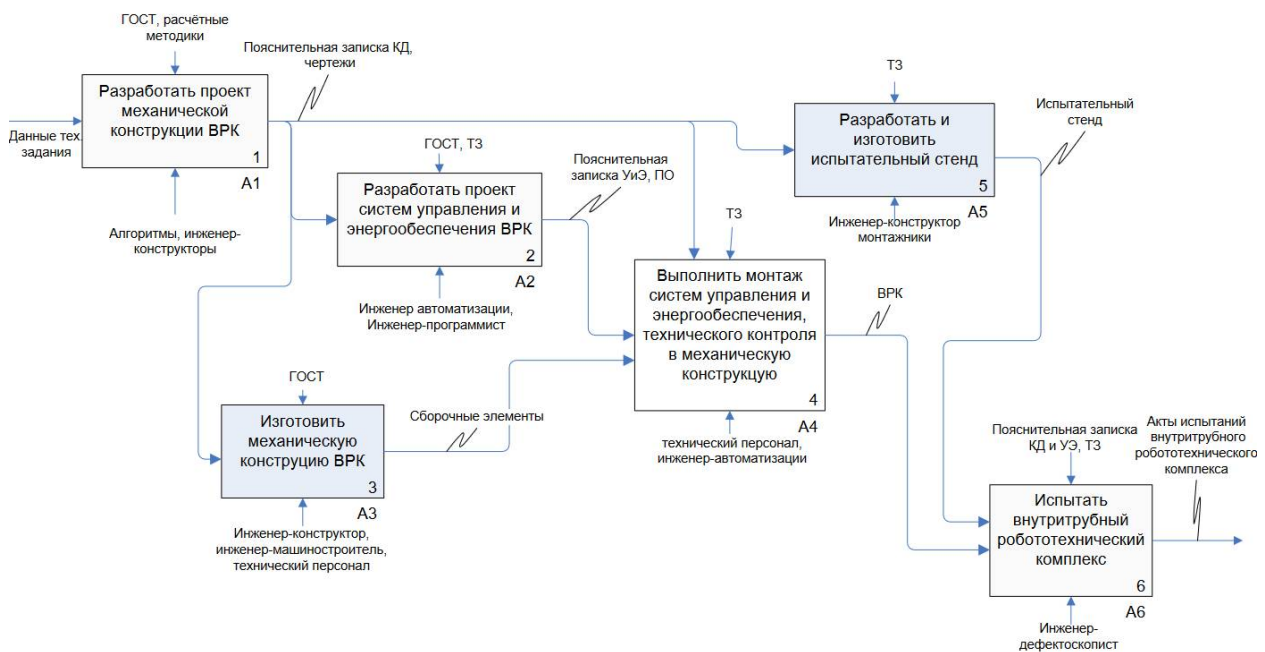 ГОСТ, расчётные
методики
Пояснительная записка КД,
чертежи
Данные тех.
задания
Разработать проект
механической
конструкции ВРК
1
А1
Алгоритмы, инженер-
конструкторы
ГОСТ, ТЗ
Разработать проект
систем управления и
энергообеспечения ВРК
2
А2
Инженер автоматизации,
Инженер-программист
Пояснительная
записка УиЭ, ПО
ГОСТ
Изготовить
механическую
конструцию ВРК
3
А3
Инженер-конструктор,
инженер-машиностроитель,
технический персонал
Сборочные элементы
ТЗ
Выполнить монтаж
систем управления и
энергообеспечения,
технического контроля
в механическую
конструкцую
4
А4
технический персонал,
инженер-автоматизации
ВРК
ТЗ
Разработать и
изготовить
испытательный стенд
5
А5
Инженер-конструктор
монтажники
Испытательный
стенд
Пояснительная записка
КД и УЭ, ТЗ
Испытать
внутритрубный
робототехнический
комплекс
6
А6
Инженер-
дефектоскопист
Акты испытаний
внутритрубного
робототехнического
комплекса